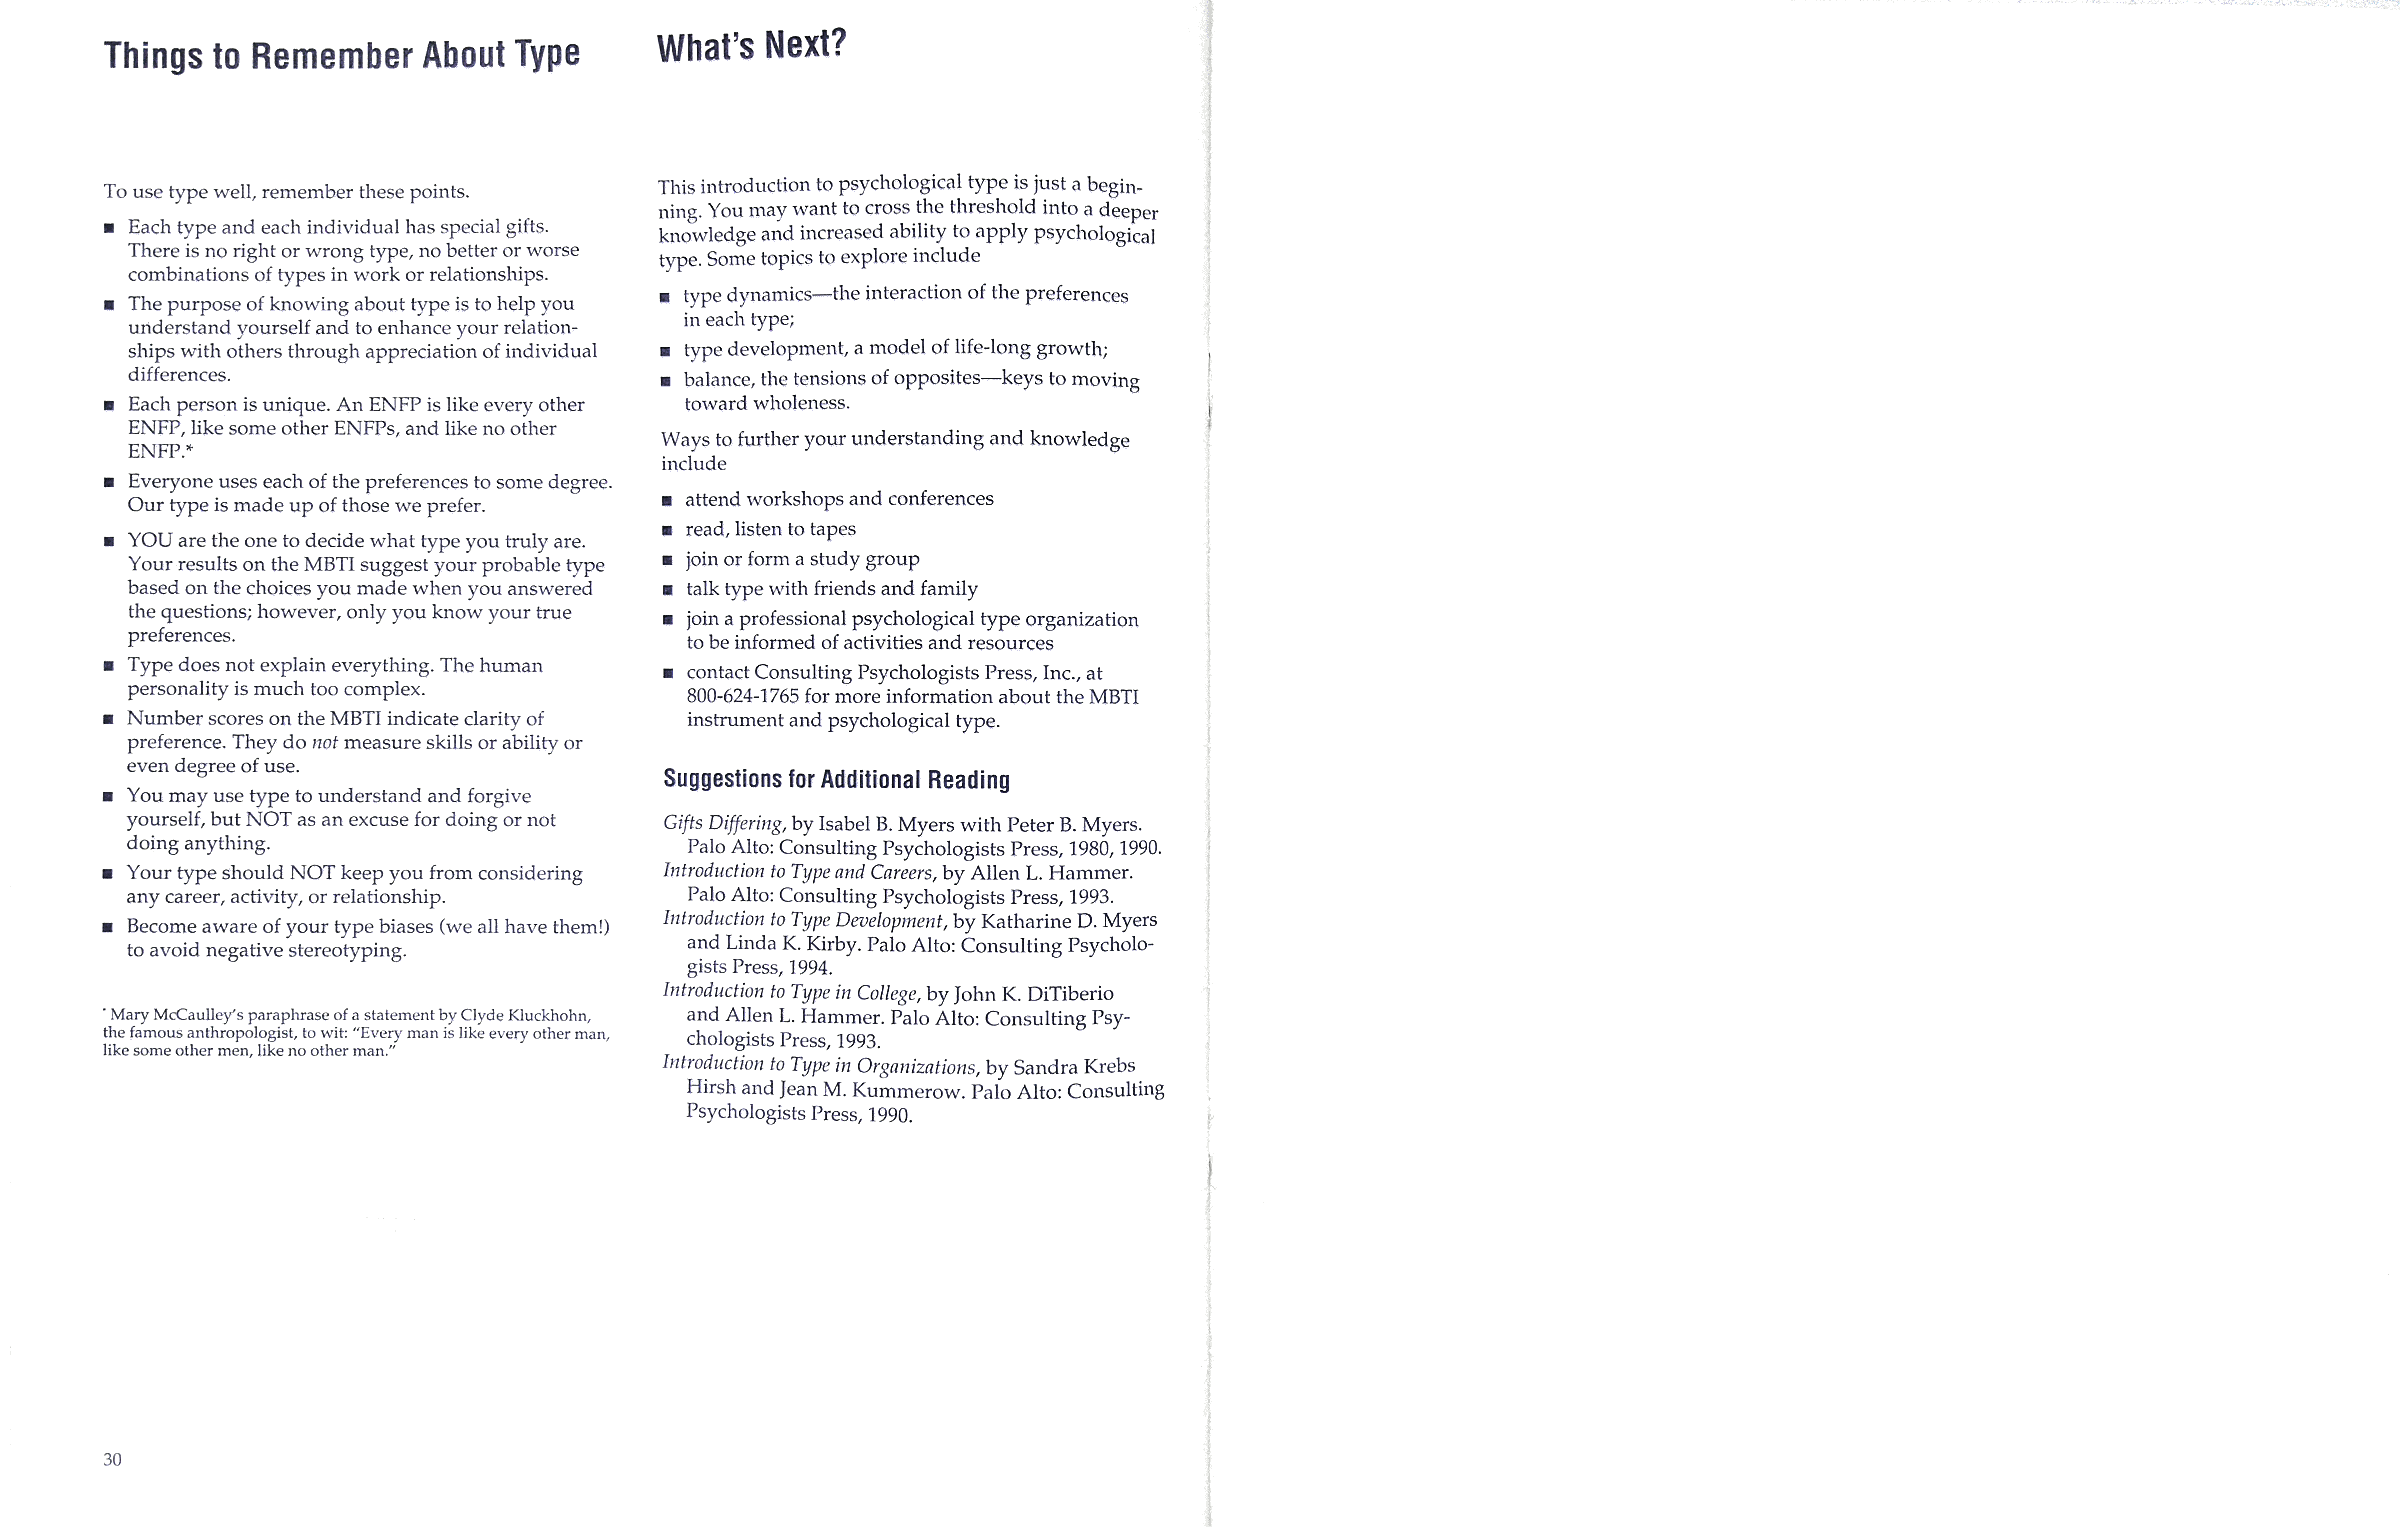 Things to Remember About Type
To use type well, remember these points.
■ Each type and each individual has special gifts.
There is no right or wrong type, no better or worse
combinations of types in work or relationships.
■ The purpose of knowing about type is to help you
understand yourself and to enhance your relation-
ships with others through appreciation of individual
differences.
■ Each person is unique. An ENFP is like every other
ENFP, like some other ENFPs, and like no other
ENFP.*
■ Everyone uses each of the preferences to some degree.
Our type is made up of those we prefer.
■ YOU are the one to decide what type you truly are.
Your results on the MBTI suggest your probable type
based on the choices you made when you answered
the questions; however, only you know your true
preferences.
■ Type does not explain everything. The human
personality is much too complex.
■ Number scores on the MBTI indicate clarity of
preference. They do not measure skills or ability or
even degree of use.
■ You may use type to understand and forgive
yourself, but NOT as an excuse for doing or not
doing anything.
■ Your type should NOT keep you from considering
any career, activity, or relationship.
■ Become aware of your type biases (we all have them!)
to avoid negative stereotyping.
* Mary McCaulley's paraphrase of a statement by Clyde Kluckhohn,
the famous anthropologist, to wit: "Every man is like every other man,
like some other men, like no other man."
30
What's Next?
This introduction to psychological type is just a begin-
ning. You may want to cross the threshold into a deeper
knowledge and increased ability to apply psychological
type. Some topics to explore include
■ type dynamics—the interaction of the preferences
in each type;
■ type development, a model of life-long growth;
■ balance, the tensions of opposites—keys to moving
toward wholeness.
Ways to further your understanding and knowledge
include
■ attend workshops and conferences
■ read, listen to tapes
■ join or form a study group
■ talk type with friends and family
■ join a professional psychological type organization
to be informed of activities and resources
■ contact Consulting Psychologists Press, Inc., at
800-624-1765 for more information about the MBTI
instrument and psychological type.
Suggestions for Additional Reading
Gifts Differing, by Isabel B. Myers with Peter B. Myers.
Palo Alto: Consulting Psychologists Press, 1980, 1990.
Introduction to Type and Careers, by Allen L. Hammer.
Palo Alto: Consulting Psychologists Press, 1993.
Introduction to Type Development, by Katharine D. Myers
and Linda K. Kirby. Palo Alto: Consulting Psycholo-
gists Press, 1994.
Introduction to Type in College, by John K. DiTiberio
and Allen L. Hammer. Palo Alto: Consulting Psy-
chologists Press, 1993.
Introduction to Type in Organizations, by Sandra Krebs
Hirsh and Jean M. Kummerow. Palo Alto: Consulting
Psychologists Press, 1990.